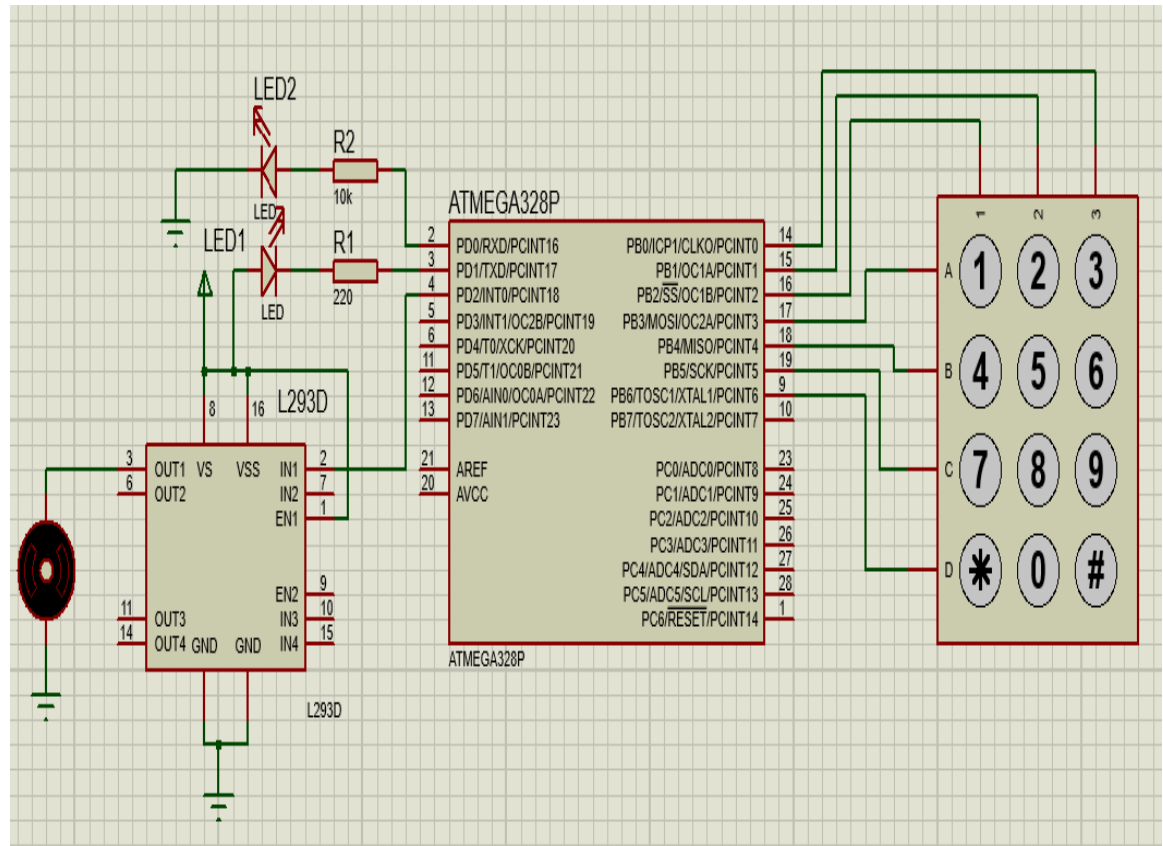 LED2
R2
10k
LED
LED1
R1
220
LED
ATMEGA328P
2 PD0/RXD/PCINT16
3 PD1/TXD/PCINT17
4 PD2/INT0/PCINT18
5 PD3/INT1/OC2B/PCINT19
6 PD4/T0/XCK/PCINT20
11 PD5/T1/OC0B/PCINT21
12 PD6/AIN0/OC0A/PCINT22
13 PD7/AIN1/PCINT23
21 AREF
20 AVCC
PB0/ICP1/CLKO/PCINT0 14
PB1/OC1A/PCINT1 15
PB2/SS/OC1B/PCINT2 16
PB3/MOSI/OC2A/PCINT3 17
PB4/MISO/PCINT4 18
PB5/SCK/PCINT5 19
PB6/TOSC1/XTAL1/PCINT6 9
PB7/TOSC2/XTAL2/PCINT7 10
PC0/ADC0/PCINT8 23
PC1/ADC1/PCINT9 24
PC2/ADC2/PCINT10 25
PC3/ADC3/PCINT11 26
PC4/ADC4/SDA/PCINT12 27
PC5/ADC5/SCL/PCINT13 28
PC6/RESET/PCINT14 1
ATMEGA328P
8 16 L293D
3 OUT1 VS VSS IN1 2
6 OUT2 IN2 7
EN1 1
EN2 9
11 OUT3 IN3 10
14 OUT4 GND GND IN4 15
L293D
1 2 3
A 1 2 3
B 4 5 6
C 7 8 9
D * 0 #